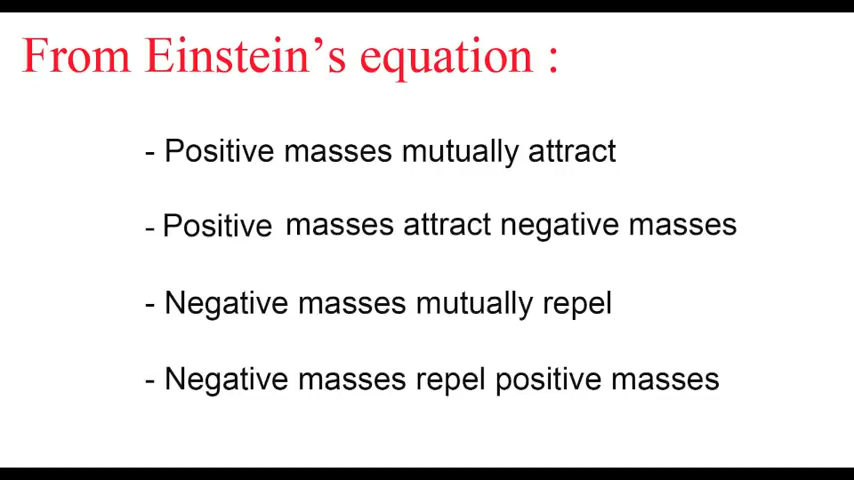 From Einstein’s equation :
- Positive masses mutually attract
- Positive masses attract negative masses
- Negative masses mutually repel
- Negative masses repel positive masses